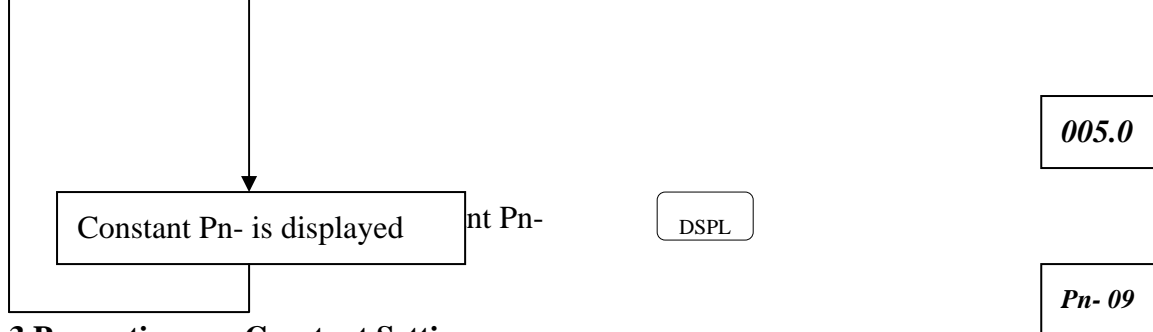 005.0
Constant Pn- is displayed nt Pn- DSPL
Pn- 09